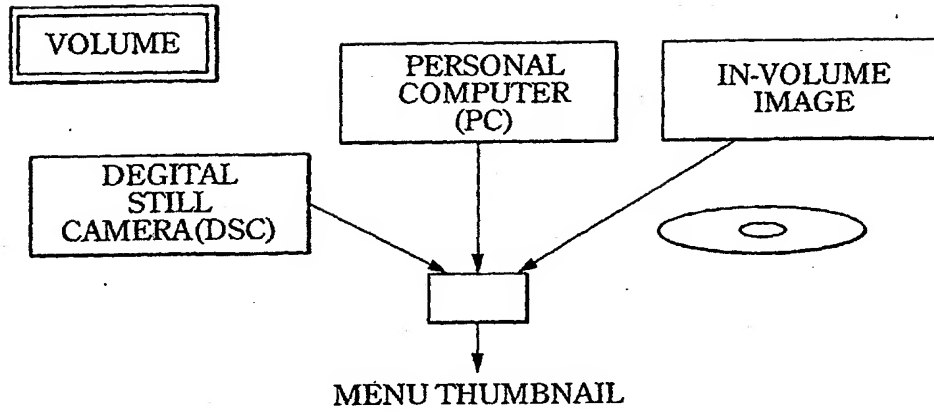 VOLUME
PERSONAL
COMPUTER
(PC)
IN-VOLUME
IMAGE
DEGITAL
STILL
CAMERA(DSC)
MENU THUMBNAIL